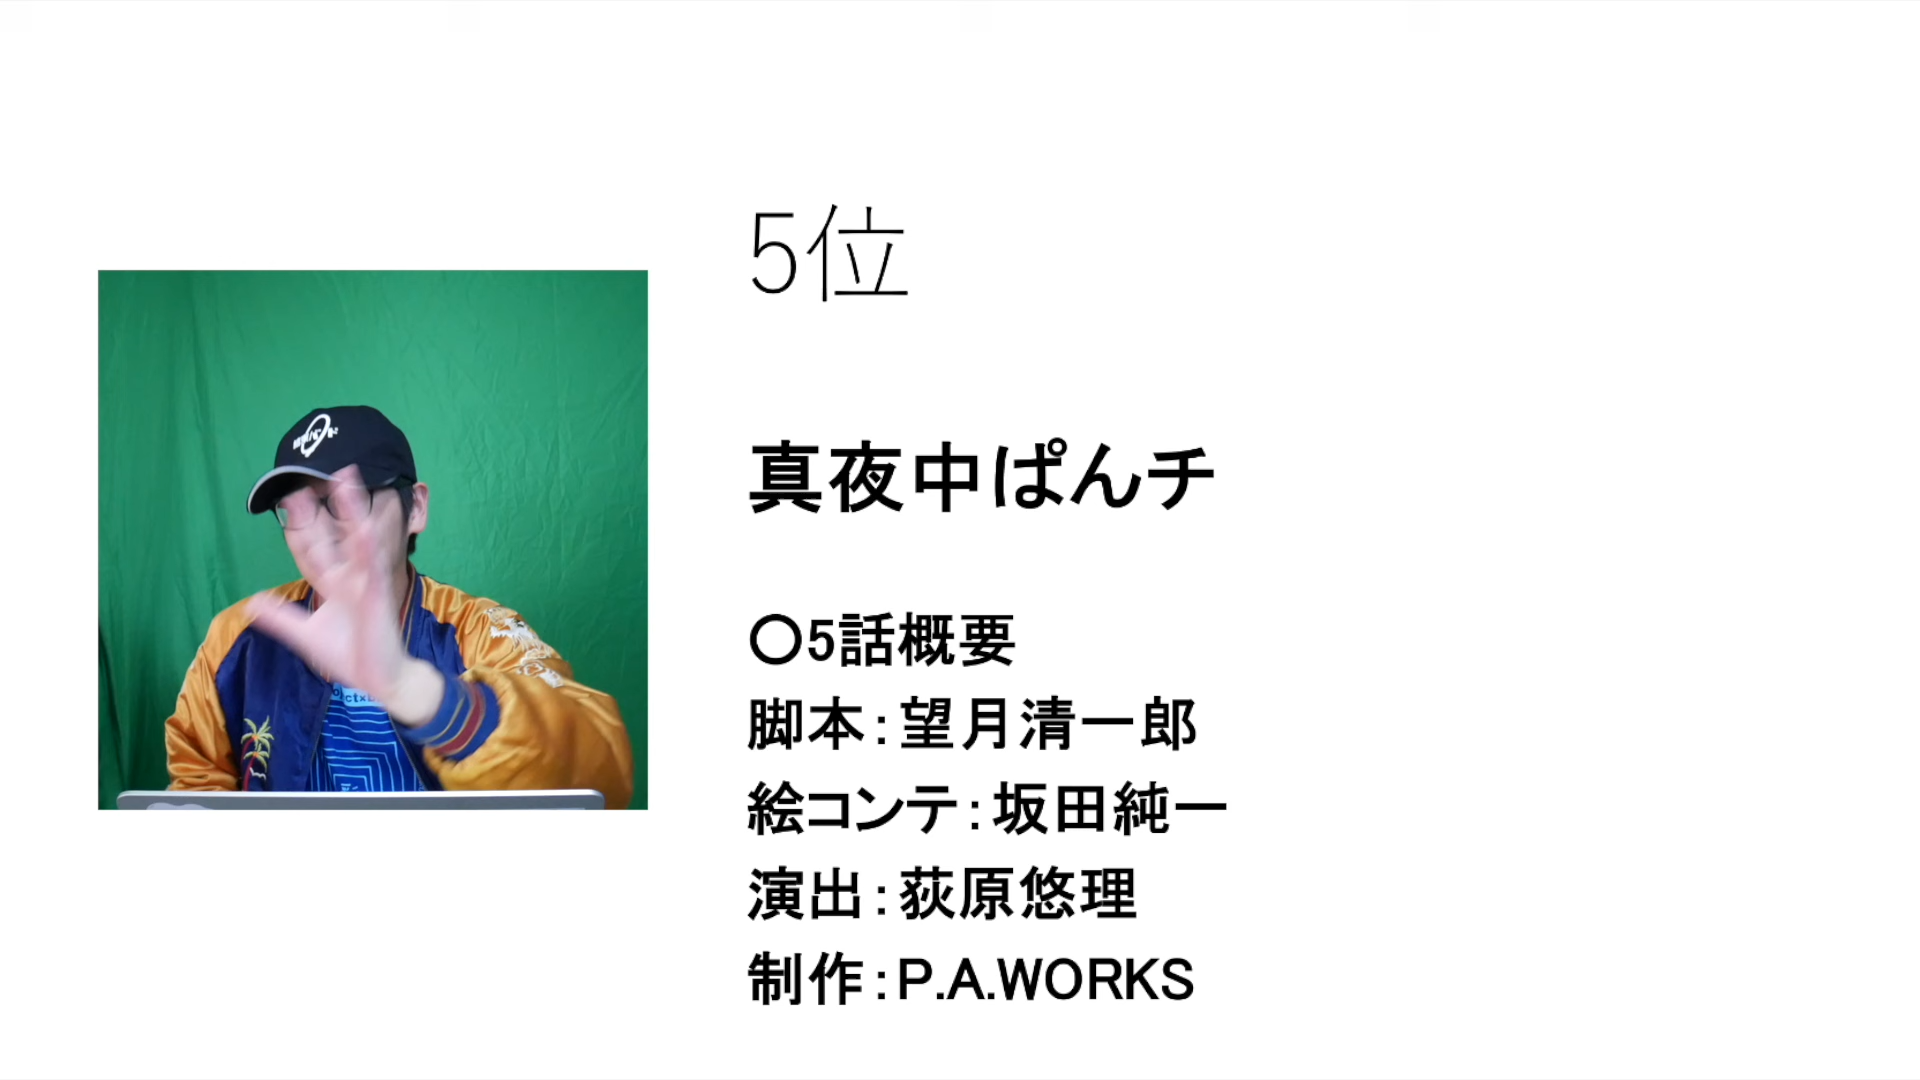 5位
真夜中ぱんチ
〇5話概要
脚本：望月清一郎
絵コンテ：坂田純一
演出：荻原悠理
制作：P.A.WORKS